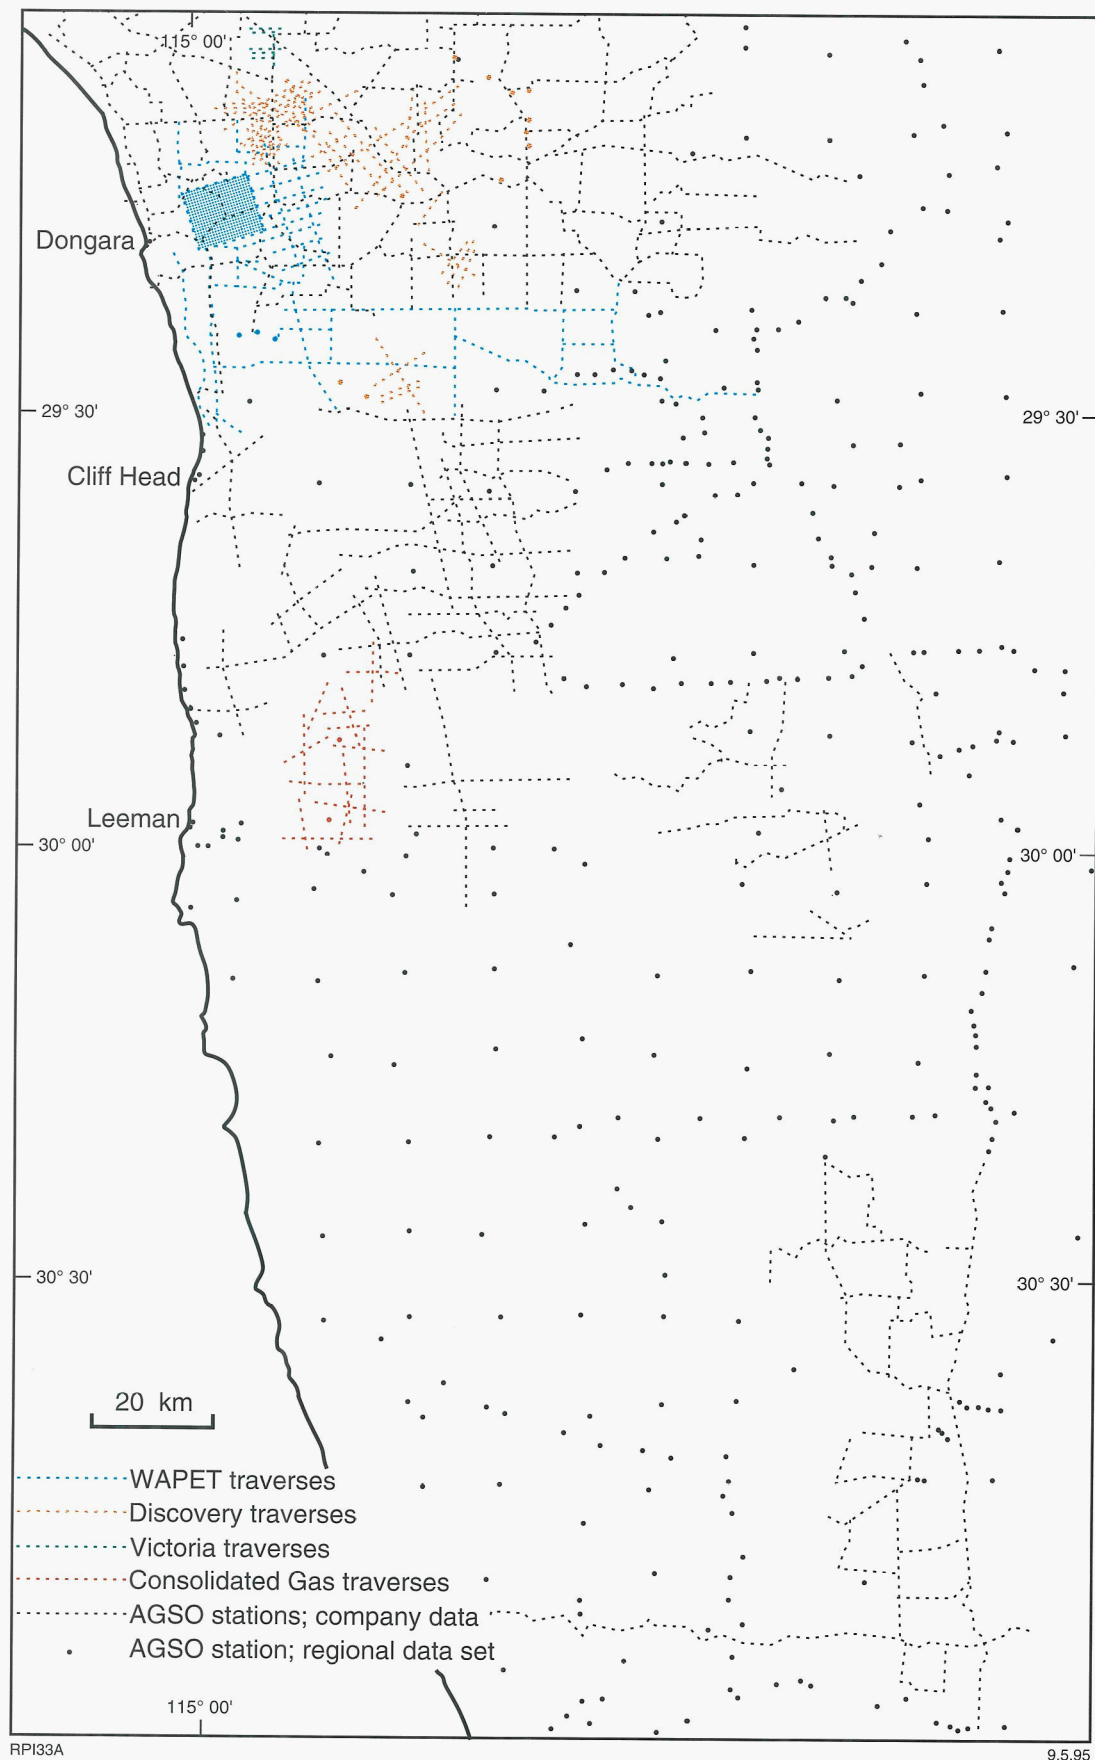 115° 00'
Dongara
29° 30'
29° 30'
Cliff Head
Leeman
30° 00'
30° 00'
30° 30'
30° 30'
20 km
WAPET traverses
Discovery traverses
Victoria traverses
Consolidated Gas traverses
AGSO stations; company data
AGSO station; regional data set
115° 00'
RPI33A
9.5.95